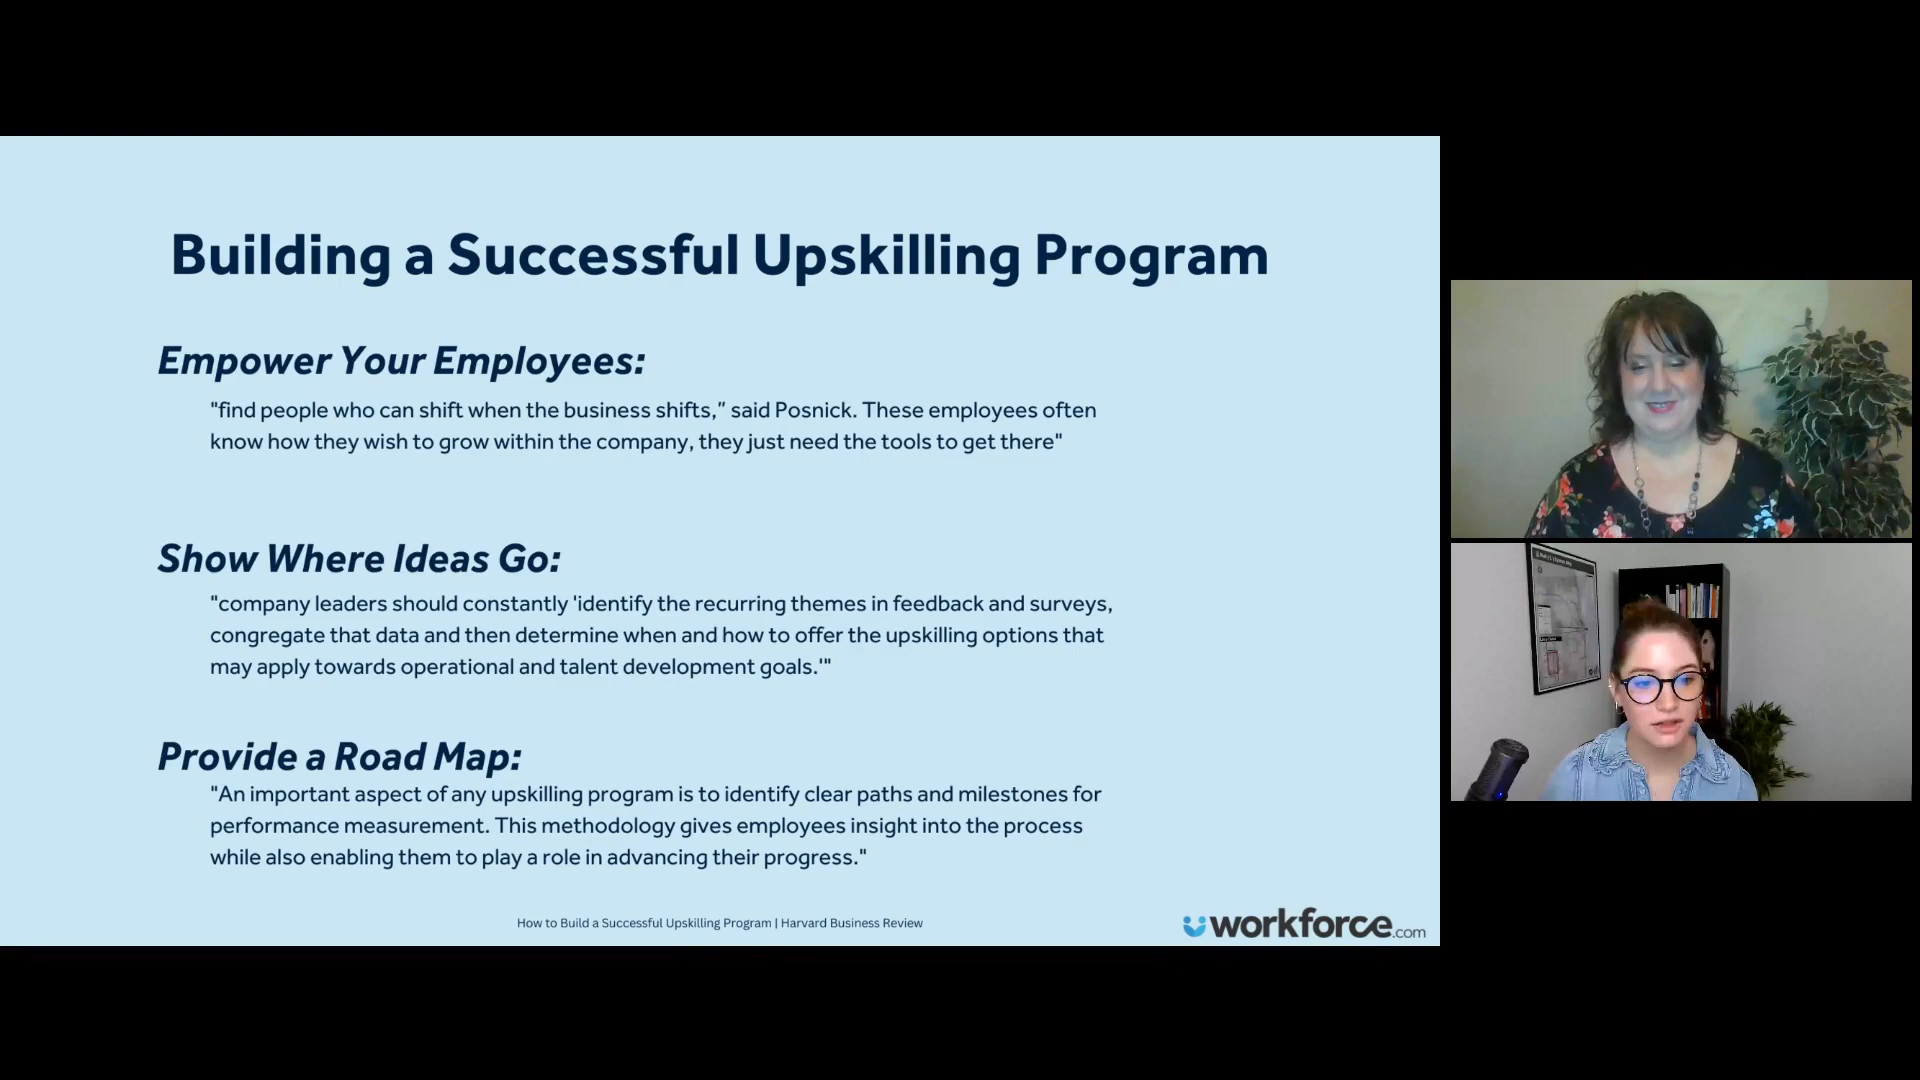 Building a Successful Upskilling Program
Empower Your Employees:
"find people who can shift when the business shifts,” said Posnick. These employees often
know how they wish to grow within the company, they just need the tools to get there"
Show Where Ideas Go:
"company leaders should constantly 'identify the recurring themes in feedback and surveys,
congregate that data and then determine when and how to offer the upskilling options that
may apply towards operational and talent development goals.'"
Provide a Road Map:
"An important aspect of any upskilling program is to identify clear paths and milestones for
performance measurement. This methodology gives employees insight into the process
while also enabling them to play a role in advancing their progress."
How to Build a Successful Upskilling Program | Harvard Business Review
workforce.com